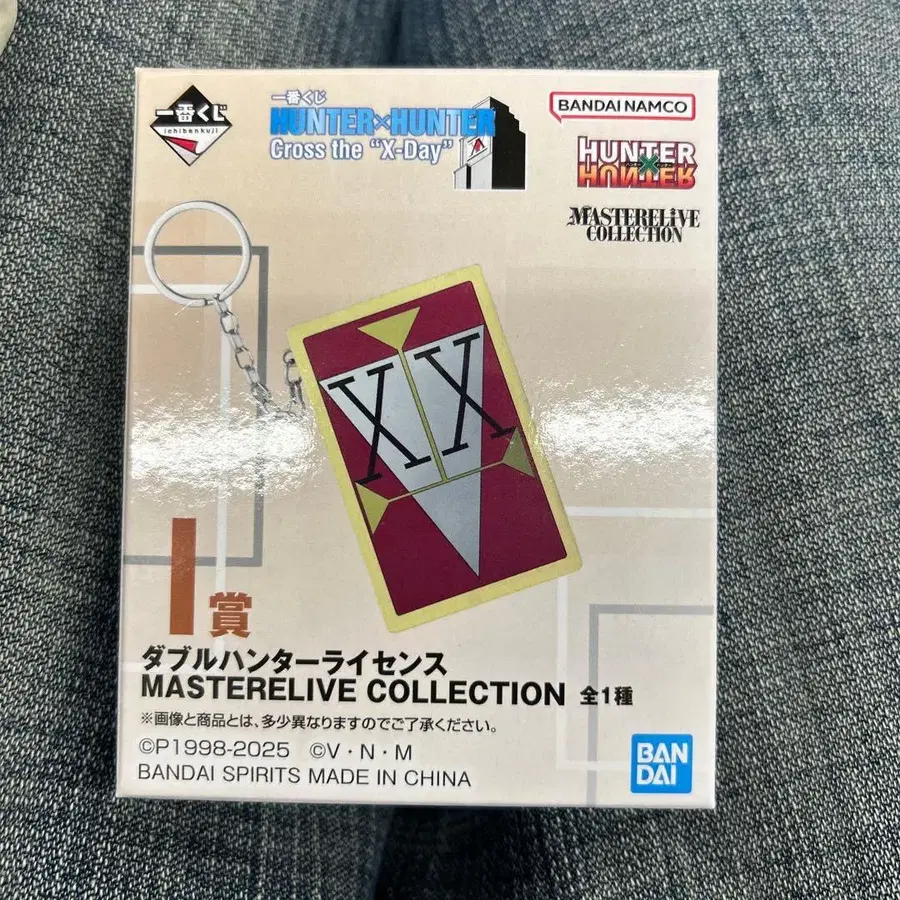 一番くじ
ichibankuji
一番くじ
HUNTER×HUNTER
Cross the "X-Day"
BANDAI NAMCO
HUNTER
×
HUNTER
MASTERELiVE
COLLECTION
X X
I賞
ダブルハンターライセンス
MASTERELIVE COLLECTION 全1種
※画像と商品とは、多少異なりますのでご了承ください。
©P1998-2025 ©V・N・M
BANDAI SPIRITS MADE IN CHINA
BAN
DAI